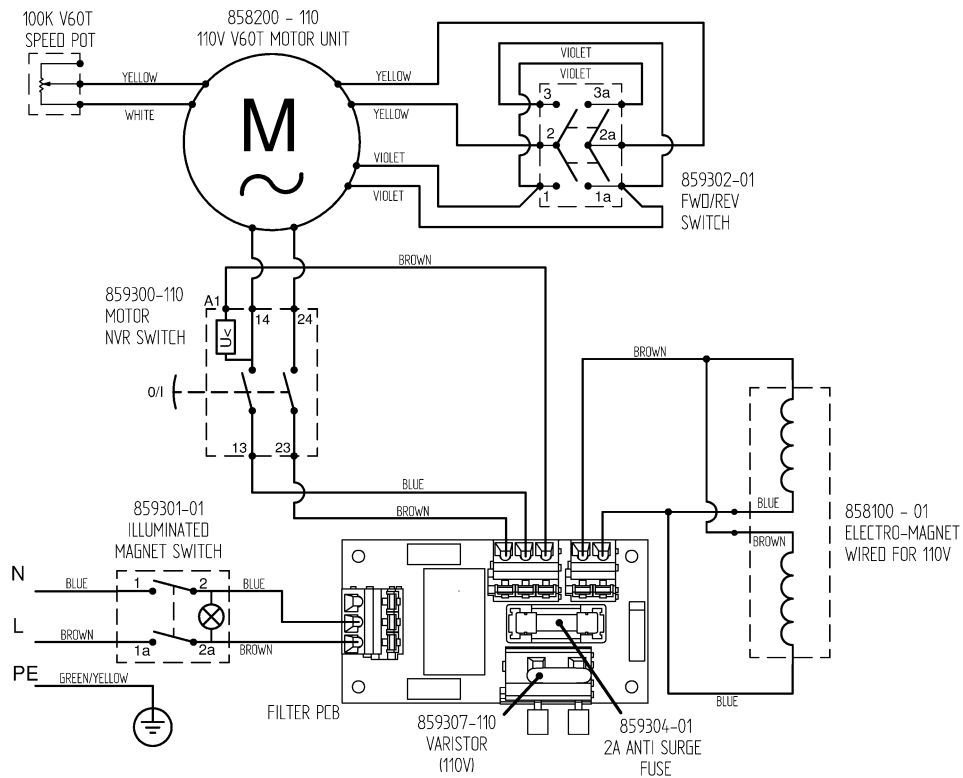 100K V60T
SPEED POT
858200 - 110
110V V60T MOTOR UNIT
YELLOW
WHITE
M
YELLOW
YELLOW
VIOLET
VIOLET
VIOLET
VIOLET
3
3a
2
2a
1
1a
859302-01
FWD/REV
SWITCH
BROWN
859300-110
MOTOR
NVR SWITCH
A1
14
24
U<
0/I
13
23
BLUE
BROWN
BROWN
BLUE
BROWN
858100 - 01
ELECTRO-MAGNET
WIRED FOR 110V
BLUE
859301-01
ILLUMINATED
MAGNET SWITCH
N
BLUE
1
2
BLUE
L
BROWN
1a
2a
BROWN
PE
GREEN/YELLOW
FILTER PCB
859307-110
VARISTOR
(110V)
859304-01
2A ANTI SURGE
FUSE